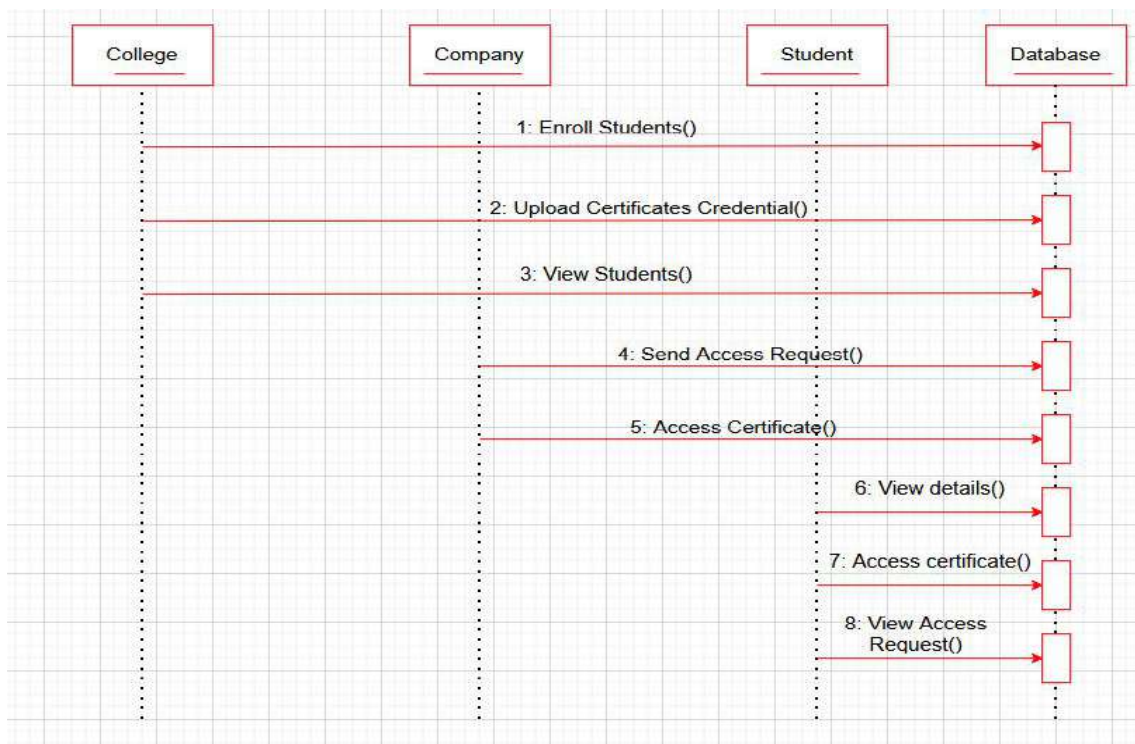 College
Company
Student
Database
1: Enroll Students()
2: Upload Certificates Credential()
3: View Students()
4: Send Access Request()
5: Access Certificate()
6: View details()
7: Access certificate()
8: View Access
Request()